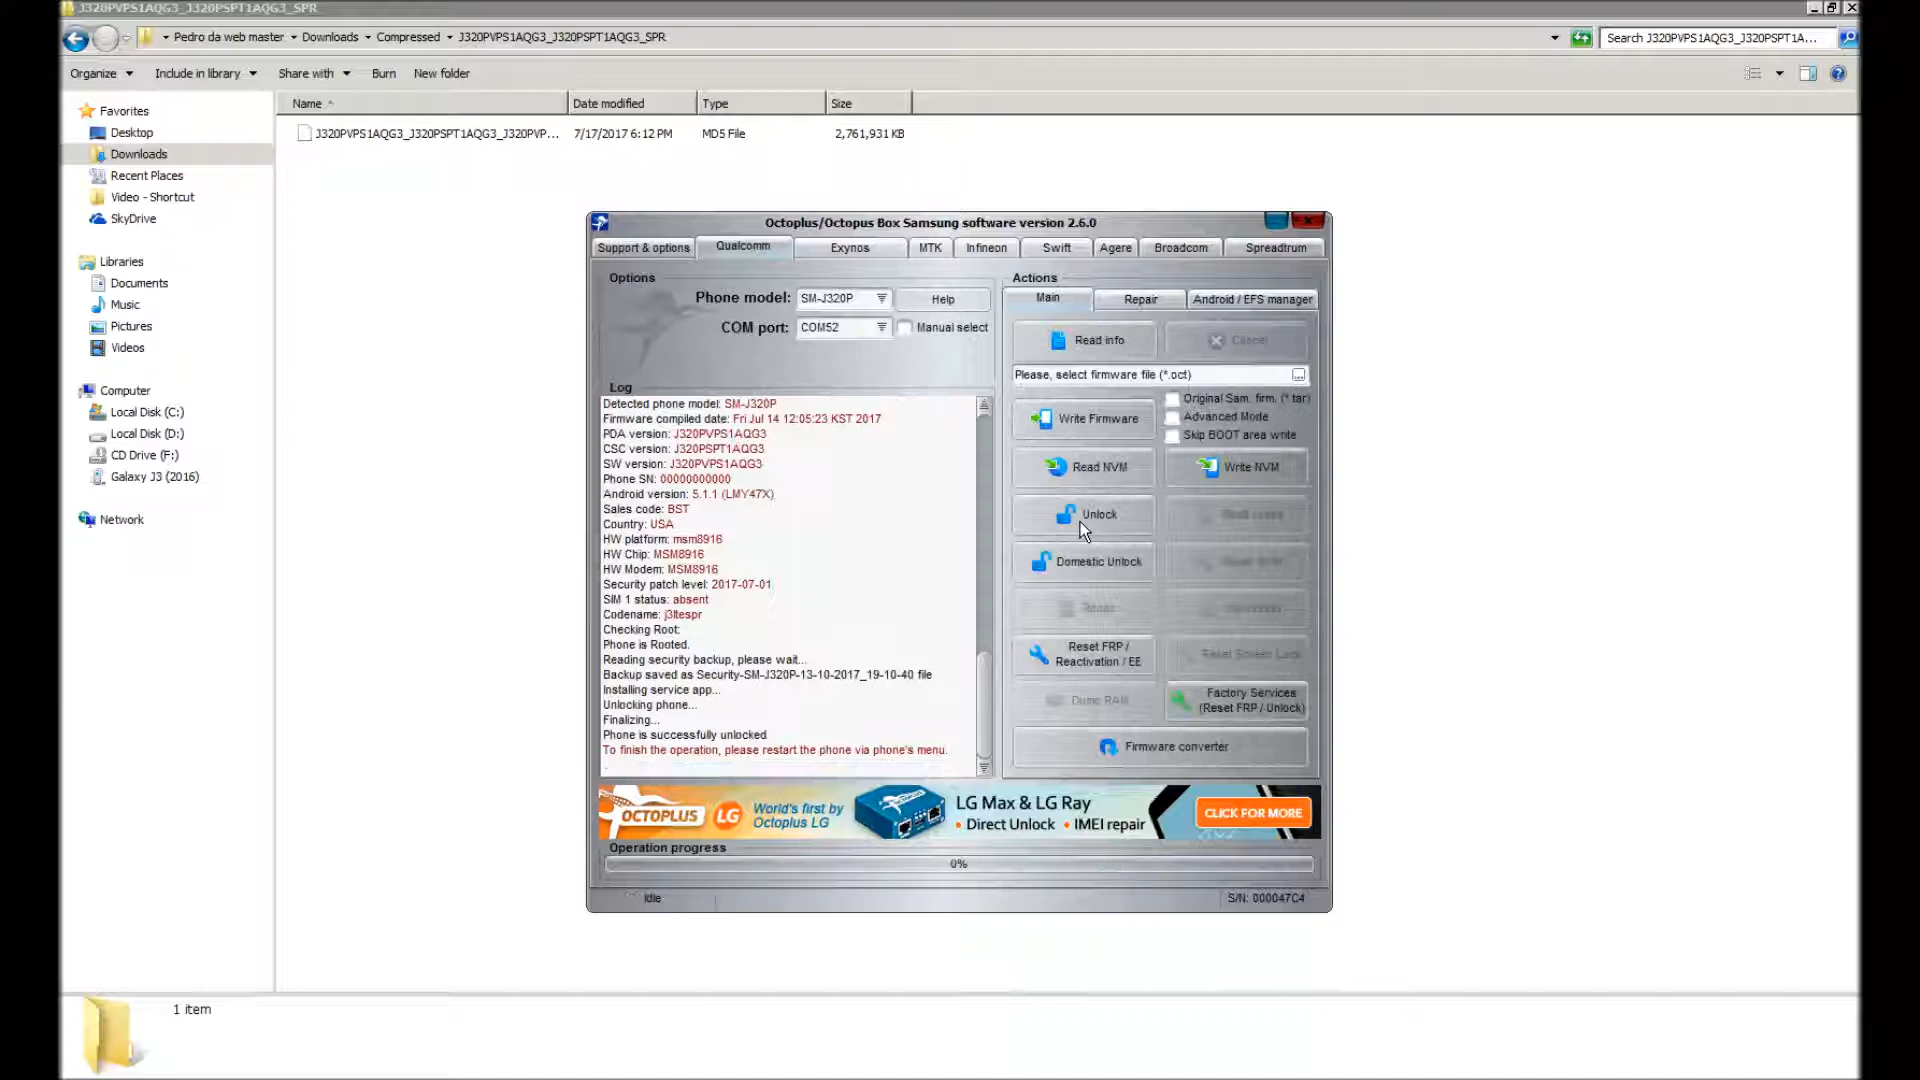 J320PVPS1AQG3_J320PSPT1AQG3_SPR
Pedro da web master
Downloads
Compressed
J320PVPS1AQG3_J320PSPT1AQG3_SPR
Search J320PVPS1AQG3_J320PSPT1A...
Organize
Include in library
Share with
Burn
New folder
Favorites
Desktop
Downloads
Recent Places
Video - Shortcut
SkyDrive
Libraries
Documents
Music
Pictures
Videos
Computer
Local Disk (C:)
Local Disk (D:)
CD Drive (F:)
Galaxy J3 (2016)
Network
Name
Date modified
Type
Size
J320PVPS1AQG3_J320PSPT1AQG3_J320PVP...
7/17/2017 6:12 PM
MD5 File
2,761,931 KB
Octoplus/Octopus Box Samsung software version 2.6.0
Support & options
Qualcomm
Exynos
MTK
Infineon
Swift
Agere
Broadcom
Spreadtrum
Options
Phone model: SM-J320P
Help
COM port: COM52
Manual select
Log
Detected phone model: SM-J320P
Firmware compiled date: Fri Jul 14 12:05:23 KST 2017
PDA version: J320PVPS1AQG3
CSC version: J320PSPT1AQG3
SW version: J320PVPS1AQG3
Phone SN: 00000000000
Android version: 5.1.1 (LMY47X)
Sales code: BST
Country: USA
HW platform: msm8916
HW Chip: MSM8916
HW Modem: MSM8916
Security patch level: 2017-07-01
SIM 1 status: absent
Codename: j3ltespr
Checking Root:
Phone is Rooted.
Reading security backup, please wait...
Backup saved as Security-SM-J320P-13-10-2017_19-10-40 file
Installing service app...
Unlocking phone...
Finalizing...
Phone is successfully unlocked
To finish the operation, please restart the phone via phone's menu.
Actions
Main
Repair
Android / EFS manager
Read info
Cancel
Please, select firmware file (*.oct)
...
Write Firmware
Original Sam. firm. (*.tar)
Advanced Mode
Skip BOOT area write
Read NVM
Write NVM
Unlock
Domestic Unlock
Reset FRP /
Reactivation / EE
Reset Screen Lock
Dump RAM
Factory Services
(Reset FRP / Unlock)
Firmware converter
OCTOPLUS LG
World's first by
Octoplus LG
LG Max & LG Ray
• Direct Unlock • IMEI repair
CLICK FOR MORE
Operation progress
0%
Idle
S/N: 000047C4
1 item